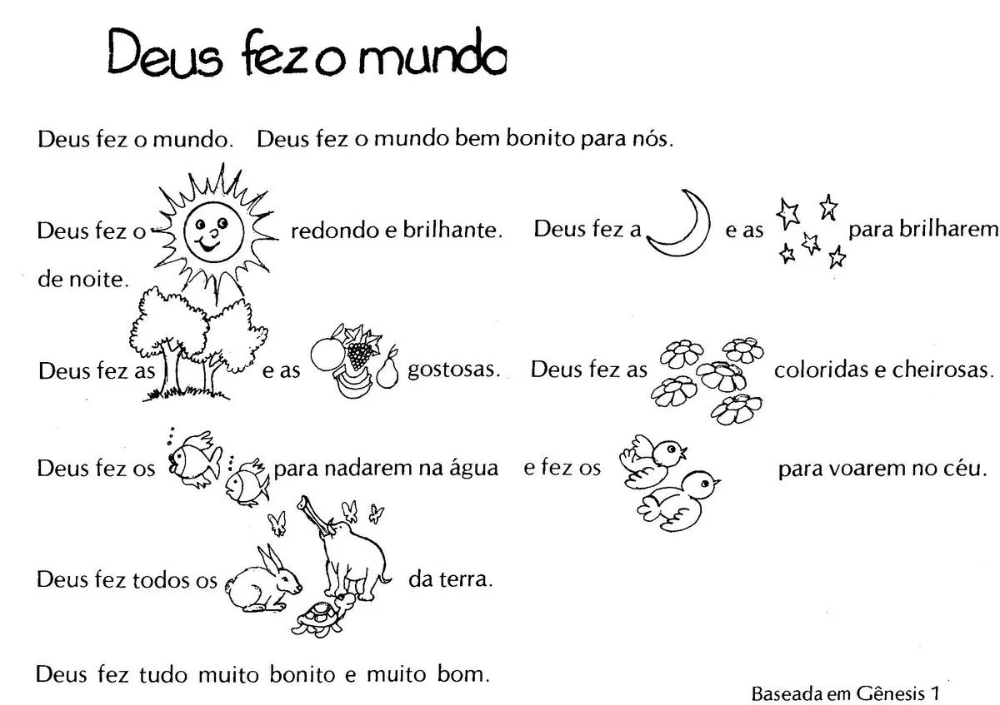 Deus fez o mundo
Deus fez o mundo. Deus fez o mundo bem bonito para nós.
Deus fez o redondo e brilhante. Deus fez a e as para brilharem
de noite.
Deus fez as e as gostosas. Deus fez as coloridas e cheirosas.
Deus fez os para nadarem na água e fez os para voarem no céu.
Deus fez todos os da terra.
Deus fez tudo muito bonito e muito bom.
Baseada em Gênesis 1